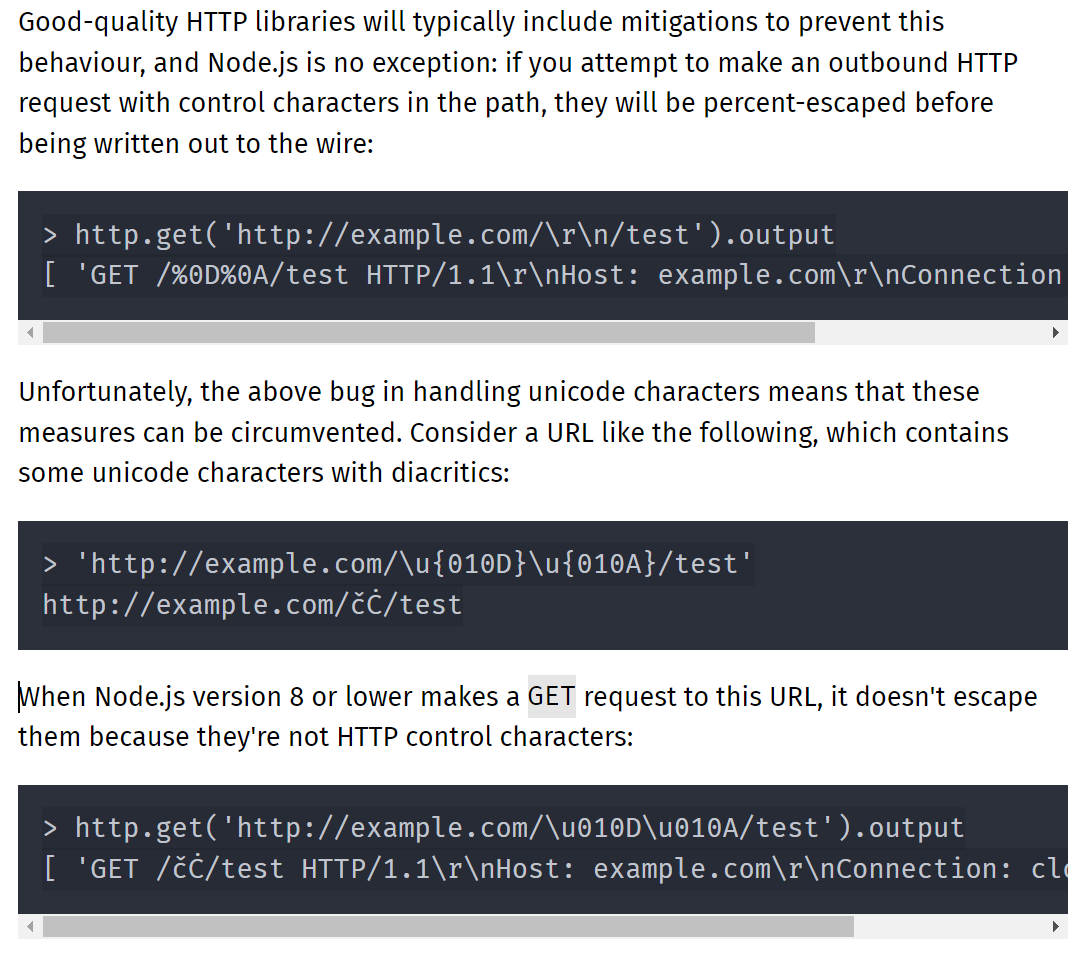 Good-quality HTTP libraries will typically include mitigations to prevent this
behaviour, and Node.js is no exception: if you attempt to make an outbound HTTP
request with control characters in the path, they will be percent-escaped before
being written out to the wire:
> http.get('http://example.com/\r\n/test').output
[ 'GET /%0D%0A/test HTTP/1.1\r\nHost: example.com\r\nConnection
Unfortunately, the above bug in handling unicode characters means that these
measures can be circumvented. Consider a URL like the following, which contains
some unicode characters with diacritics:
> 'http://example.com/\u{010D}\u{010A}/test'
http://example.com/čĊ/test
When Node.js version 8 or lower makes a GET request to this URL, it doesn't escape
them because they're not HTTP control characters:
> http.get('http://example.com/\u010D\u010A/test').output
[ 'GET /čĊ/test HTTP/1.1\r\nHost: example.com\r\nConnection: clo